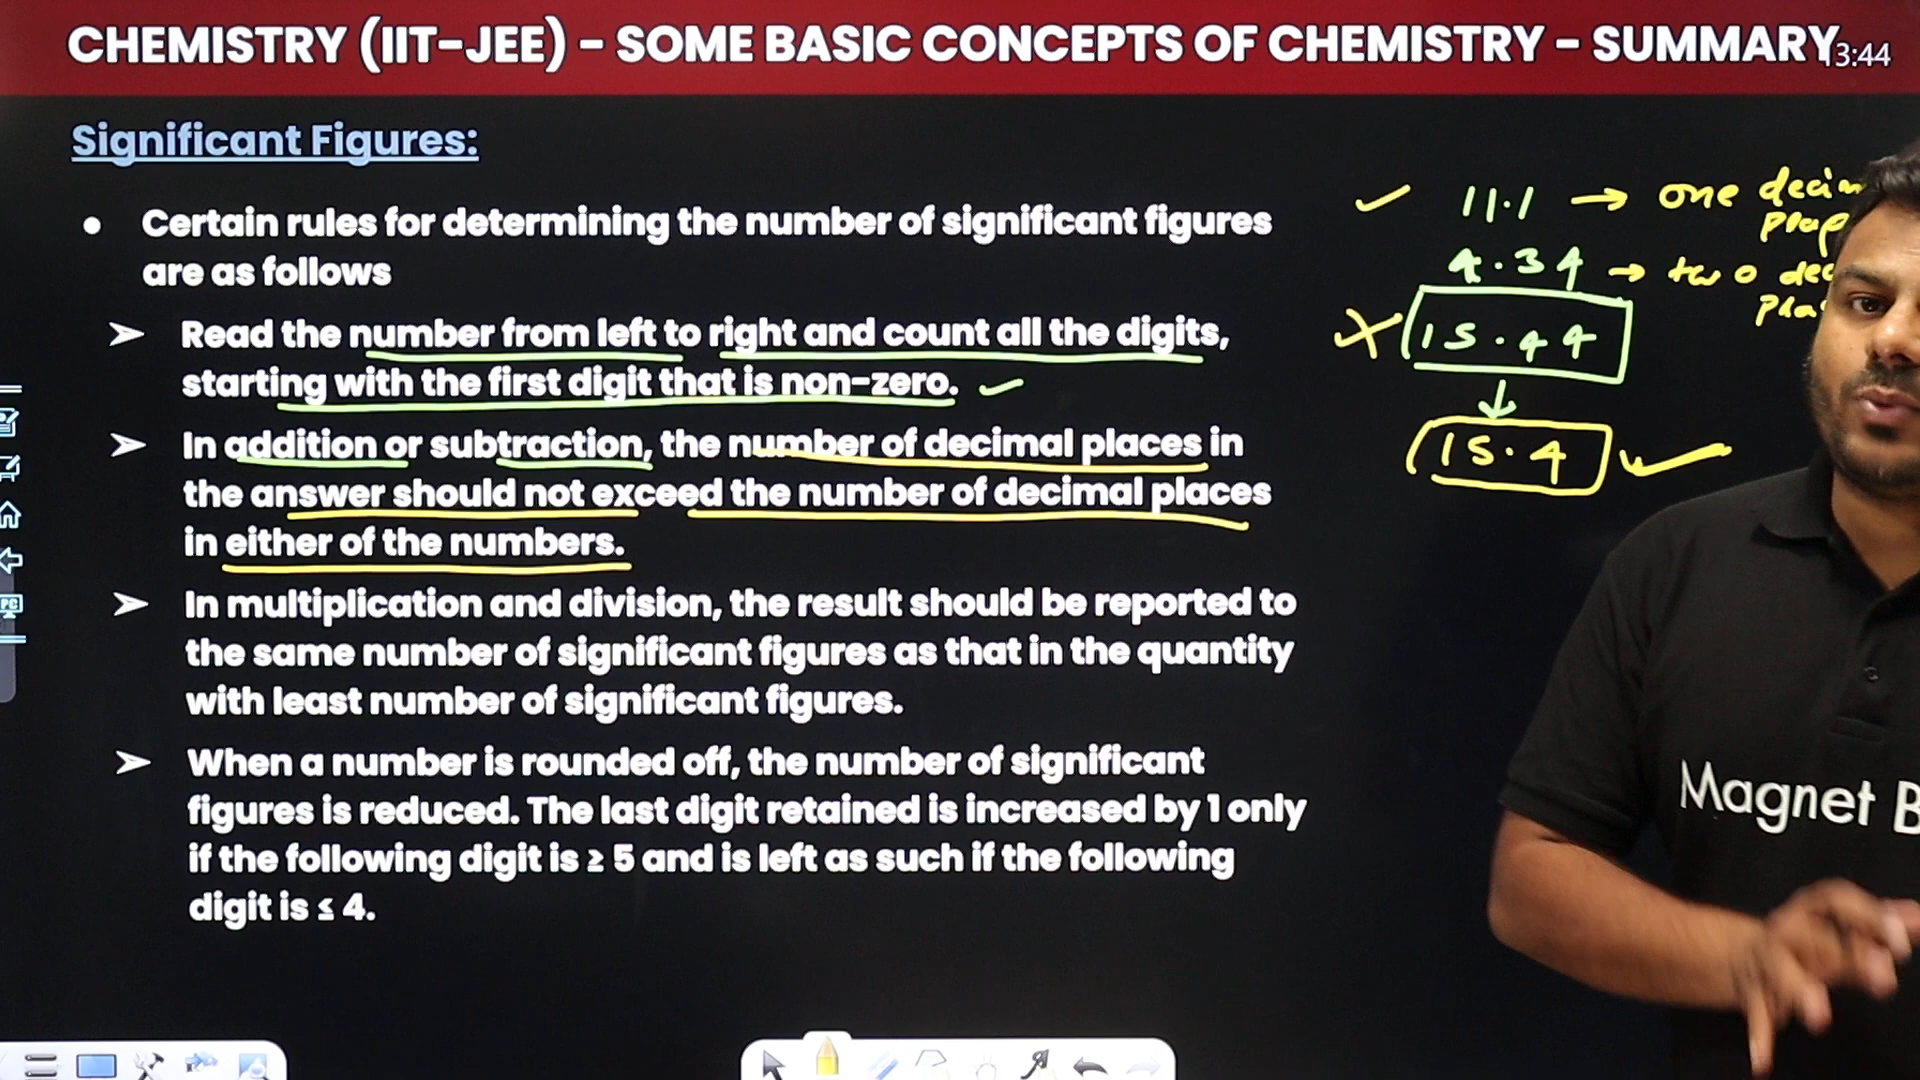 CHEMISTRY (IIT-JEE) - SOME BASIC CONCEPTS OF CHEMISTRY - SUMMARY
13:44
Significant Figures:
• Certain rules for determining the number of significant figures
are as follows
➢ Read the number from left to right and count all the digits,
starting with the first digit that is non-zero.
➢ In addition or subtraction, the number of decimal places in
the answer should not exceed the number of decimal places
in either of the numbers.
➢ In multiplication and division, the result should be reported to
the same number of significant figures as that in the quantity
with least number of significant figures.
➢ When a number is rounded off, the number of significant
figures is reduced. The last digit retained is increased by 1 only
if the following digit is ≥ 5 and is left as such if the following
digit is ≤ 4.
11.1 → one
4.34 → two
15.44
15.4
Magnet B
PC